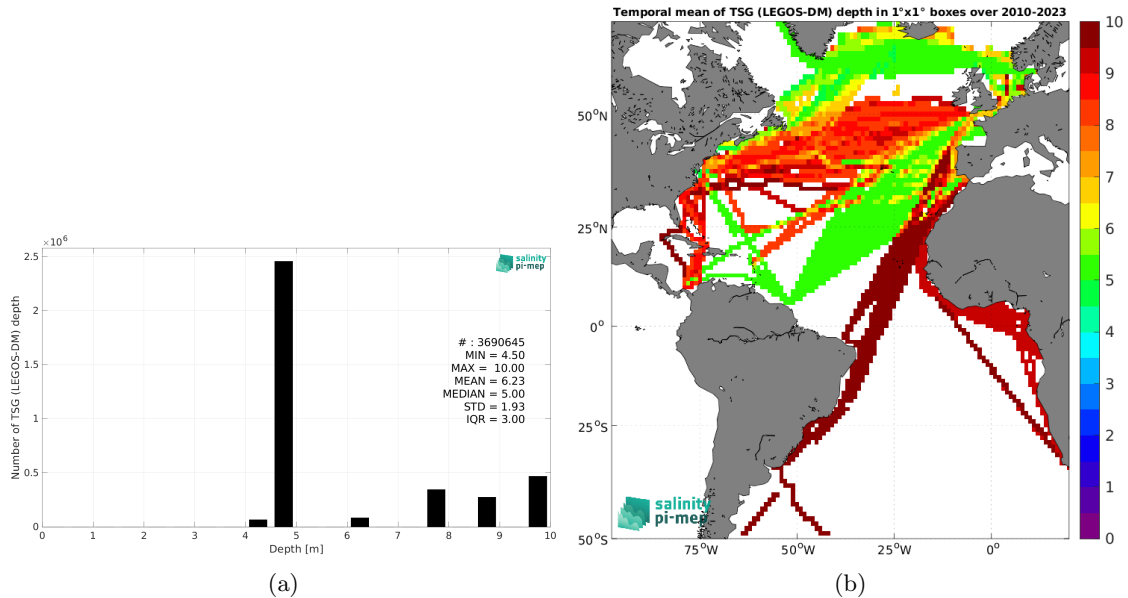 ×10⁶
2.5
2
1.5
1
0.5
0
Number of TSG (LEGOS-DM) depth
salinity
pi-mep
# : 3690645
MIN = 4.50
MAX = 10.00
MEAN = 6.23
MEDIAN = 5.00
STD = 1.93
IQR = 3.00
0 1 2 3 4 5 6 7 8 9 10
Depth [m]
(a)
Temporal mean of TSG (LEGOS-DM) depth in 1°x1° boxes over 2010-2023
50°N
25°N
0°
25°S
50°S
75°W 50°W 25°W 0°
salinity
pi-mep
10
9
8
7
6
5
4
3
2
1
0
(b)